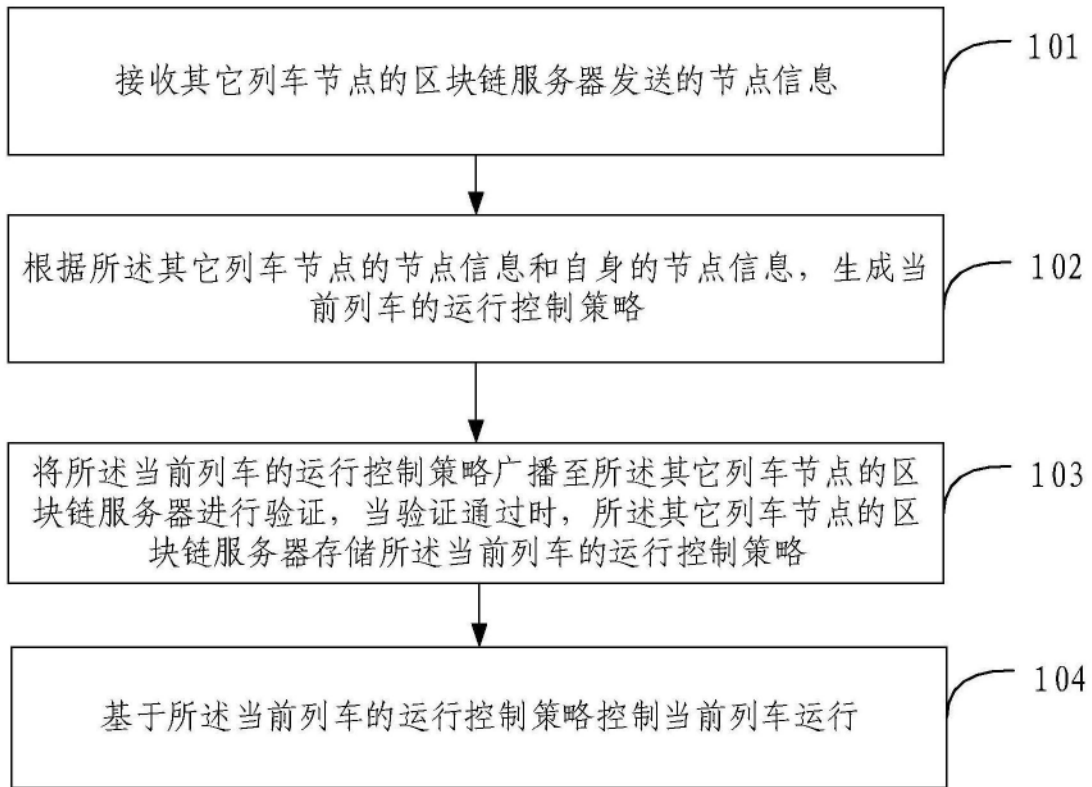 接收其它列车节点的区块链服务器发送的节点信息
101
根据所述其它列车节点的节点信息和自身的节点信息，生成当
前列车的运行控制策略
102
将所述当前列车的运行控制策略广播至所述其它列车节点的区
块链服务器进行验证，当验证通过时，所述其它列车节点的区
块链服务器存储所述当前列车的运行控制策略
103
基于所述当前列车的运行控制策略控制当前列车运行
104